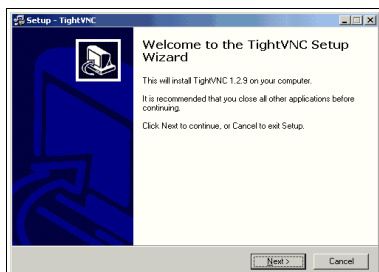 Setup - TightVNC
Welcome to the TightVNC Setup
Wizard
This will install TightVNC 1.2.9 on your computer.
It is recommended that you close all other applications before
continuing.
Click Next to continue, or Cancel to exit Setup.
Next >
Cancel